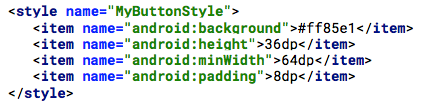 <style name="MyButtonStyle">
    <item name="android:background">#ff85e1</item>
    <item name="android:height">36dp</item>
    <item name="android:minWidth">64dp</item>
    <item name="android:padding">8dp</item>
</style>